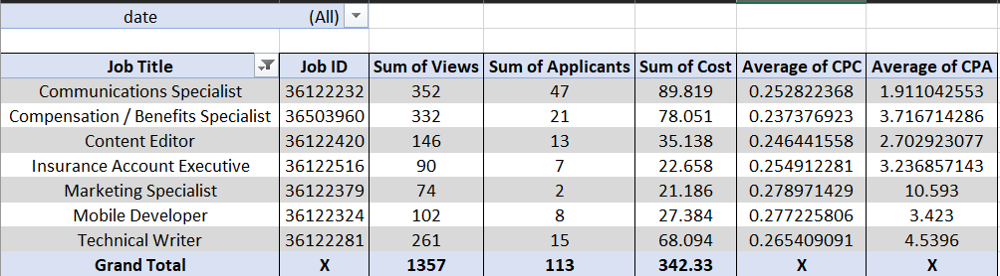 date (All)
Job Title Job ID Sum of Views Sum of Applicants Sum of Cost Average of CPC Average of CPA
Communications Specialist 36122232 352 47 89.819 0.252822368 1.911042553
Compensation / Benefits Specialist 36503960 332 21 78.051 0.237376923 3.716714286
Content Editor 36122420 146 13 35.138 0.246441558 2.702923077
Insurance Account Executive 36122516 90 7 22.658 0.254912281 3.236857143
Marketing Specialist 36122379 74 2 21.186 0.278971429 10.593
Mobile Developer 36122324 102 8 27.384 0.277225806 3.423
Technical Writer 36122281 261 15 68.094 0.265409091 4.5396
Grand Total X 1357 113 342.33 X X